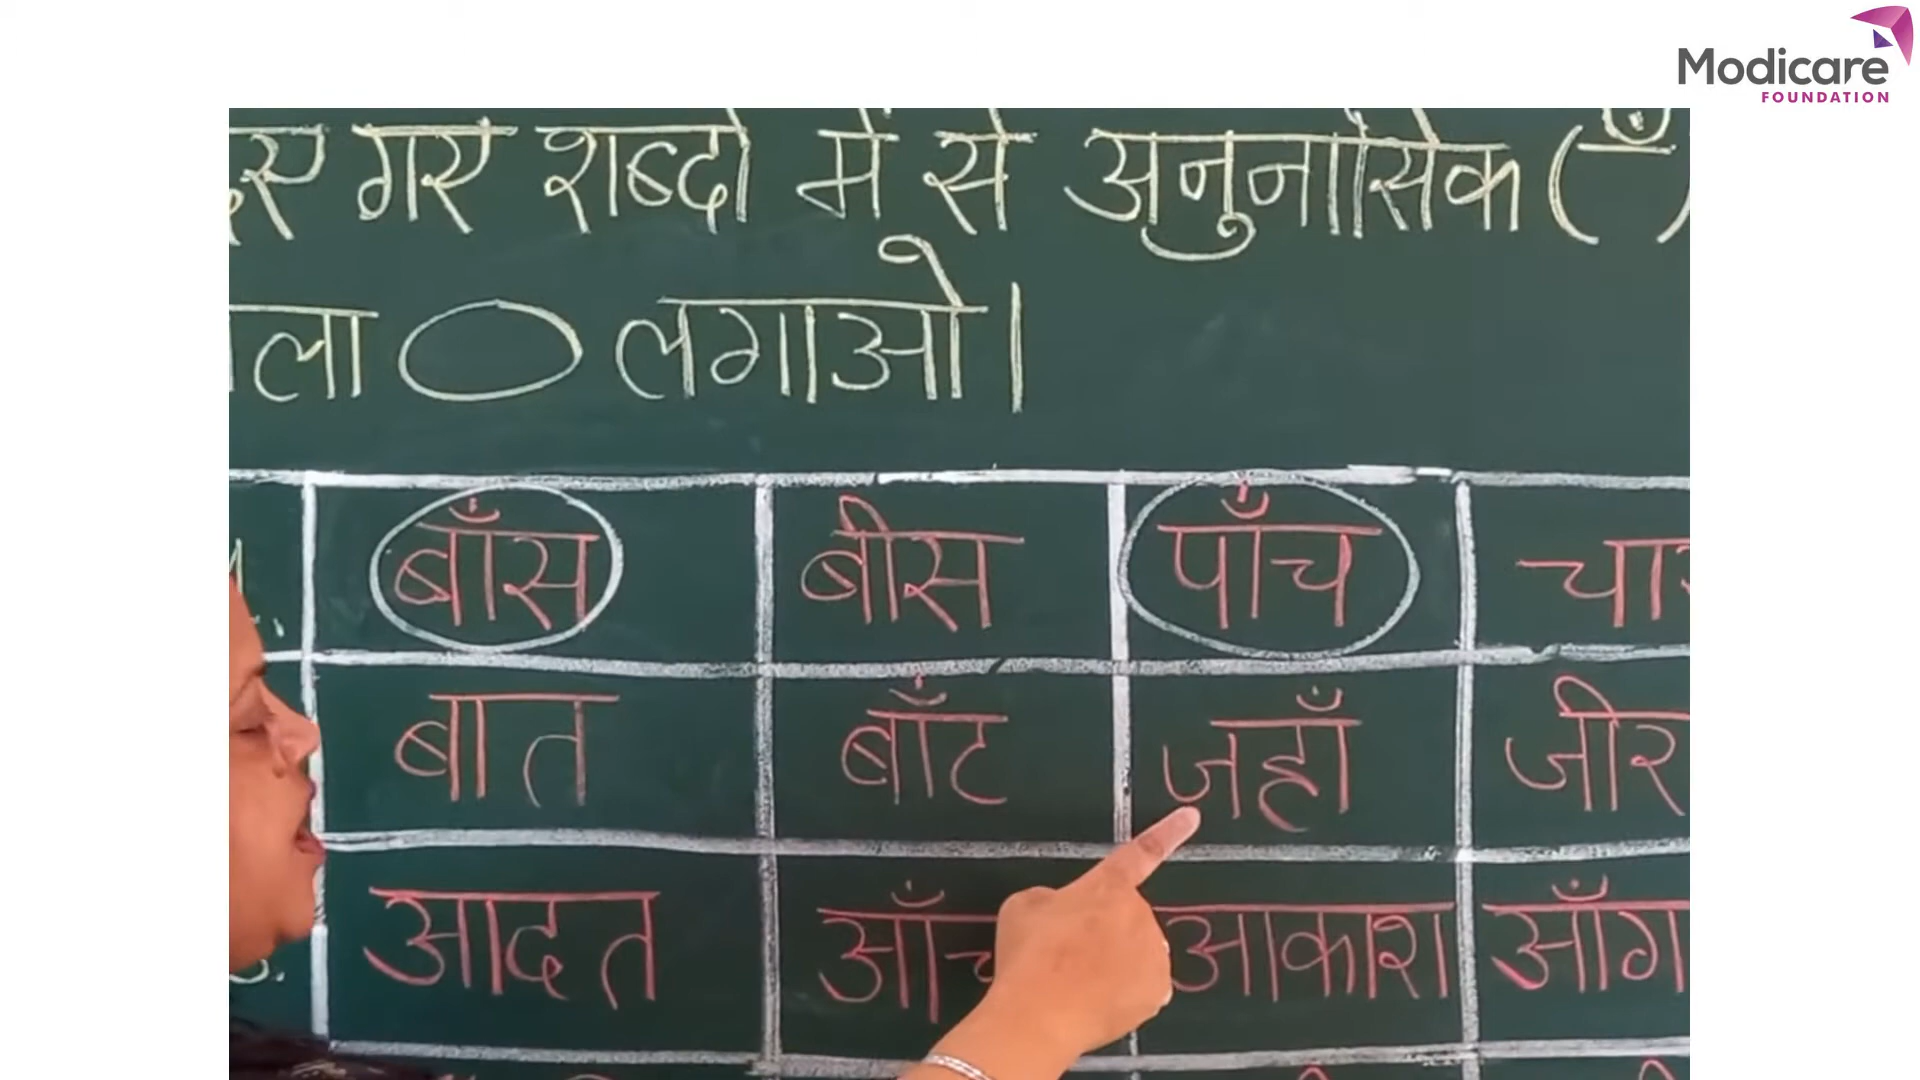 Modicare
FOUNDATION
गए शब्दों में से अनुनासिक (ँ)
ला ○ लगाओ।
बाँस बीस पाँच
बात बाँट जहाँ
आदत आकाश